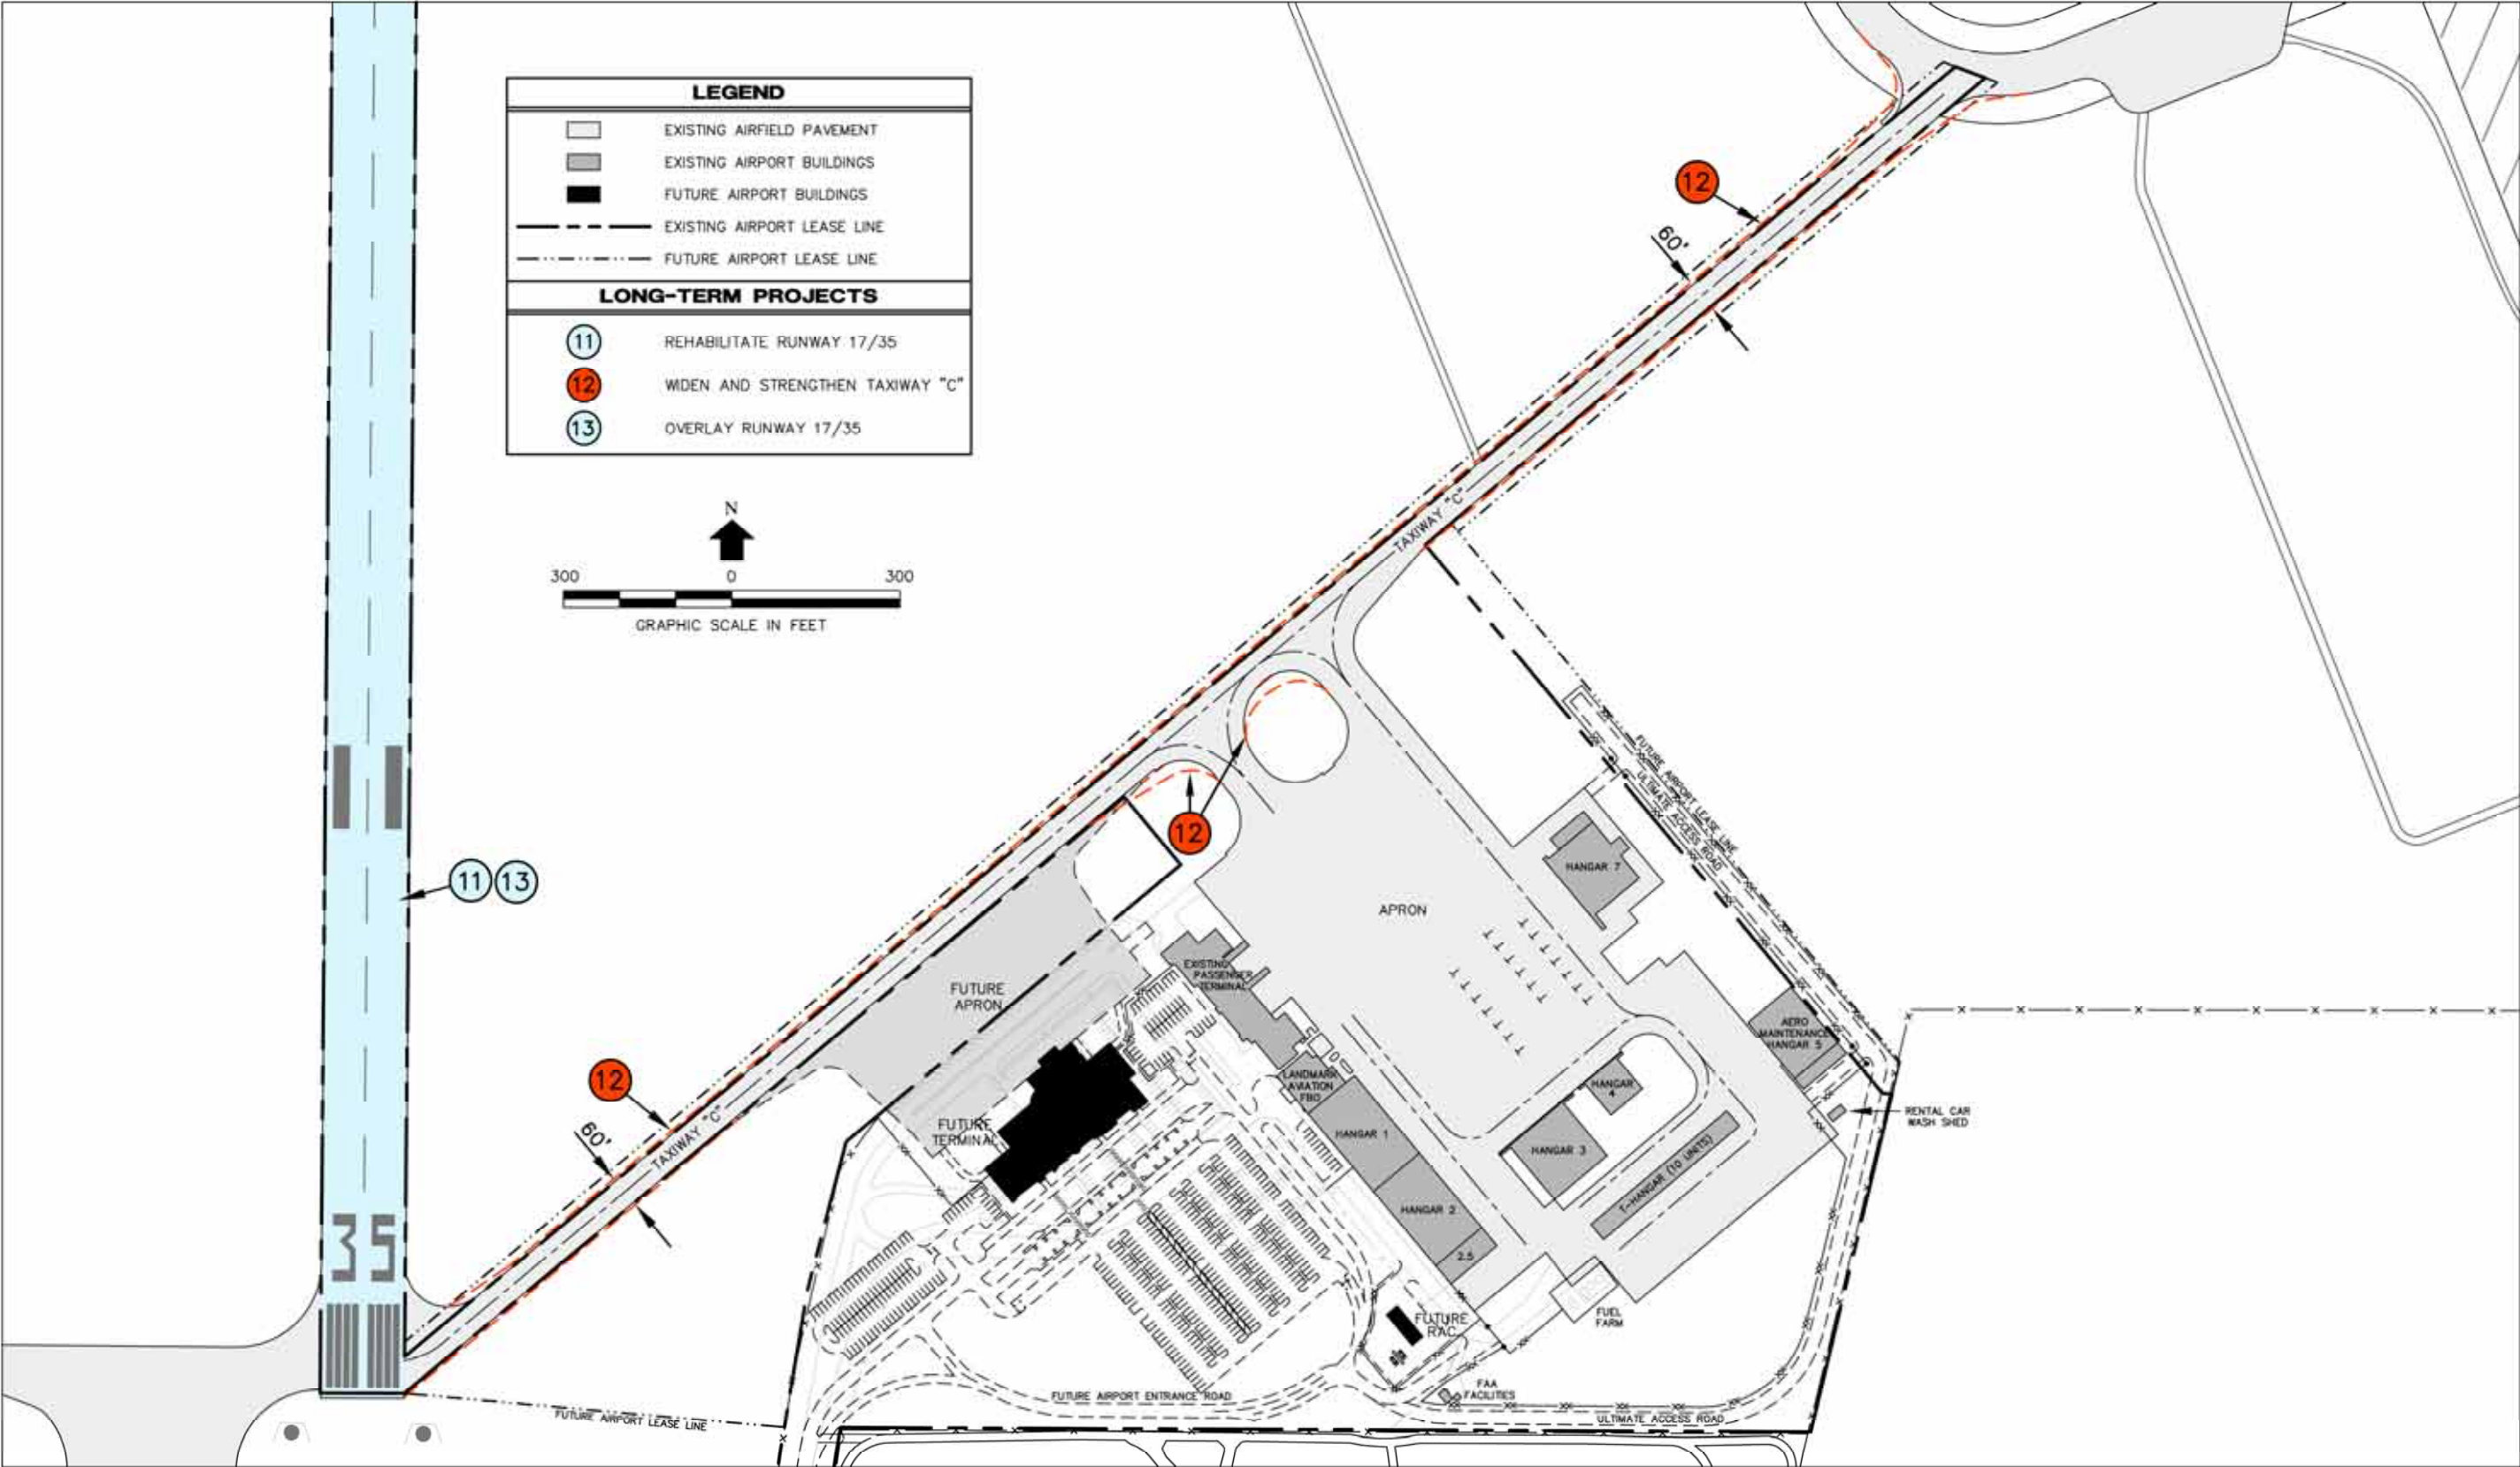 LEGEND
EXISTING AIRFIELD PAVEMENT
EXISTING AIRPORT BUILDINGS
FUTURE AIRPORT BUILDINGS
EXISTING AIRPORT LEASE LINE
FUTURE AIRPORT LEASE LINE
LONG-TERM PROJECTS
11 REHABILITATE RUNWAY 17/35
12 WIDEN AND STRENGTHEN TAXIWAY "C"
13 OVERLAY RUNWAY 17/35
N
300 0 300
GRAPHIC SCALE IN FEET
12
60'
TAXIWAY "C"
12
11 13
FUTURE AIRPORT LEASE LINE
ULTIMATE ACCESS ROAD
HANGAR 7
APRON
EXISTING
PASSENGER
TERMINAL
FUTURE
APRON
AERO
MAINTENANCE
HANGAR 5
LANDMARK
AVIATION
FBO
HANGAR
4
12
60'
TAXIWAY "C"
FUTURE
TERMINAL
HANGAR 1
HANGAR 3
T-HANGAR (10 UNITS)
RENTAL CAR
WASH SHED
HANGAR 2
2.5
35
FUEL
FARM
FUTURE
RAC
FAA
FACILITIES
FUTURE AIRPORT ENTRANCE ROAD
ULTIMATE ACCESS ROAD
FUTURE AIRPORT LEASE LINE